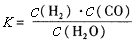 K = C(H₂) · C(CO) / C(H₂O)